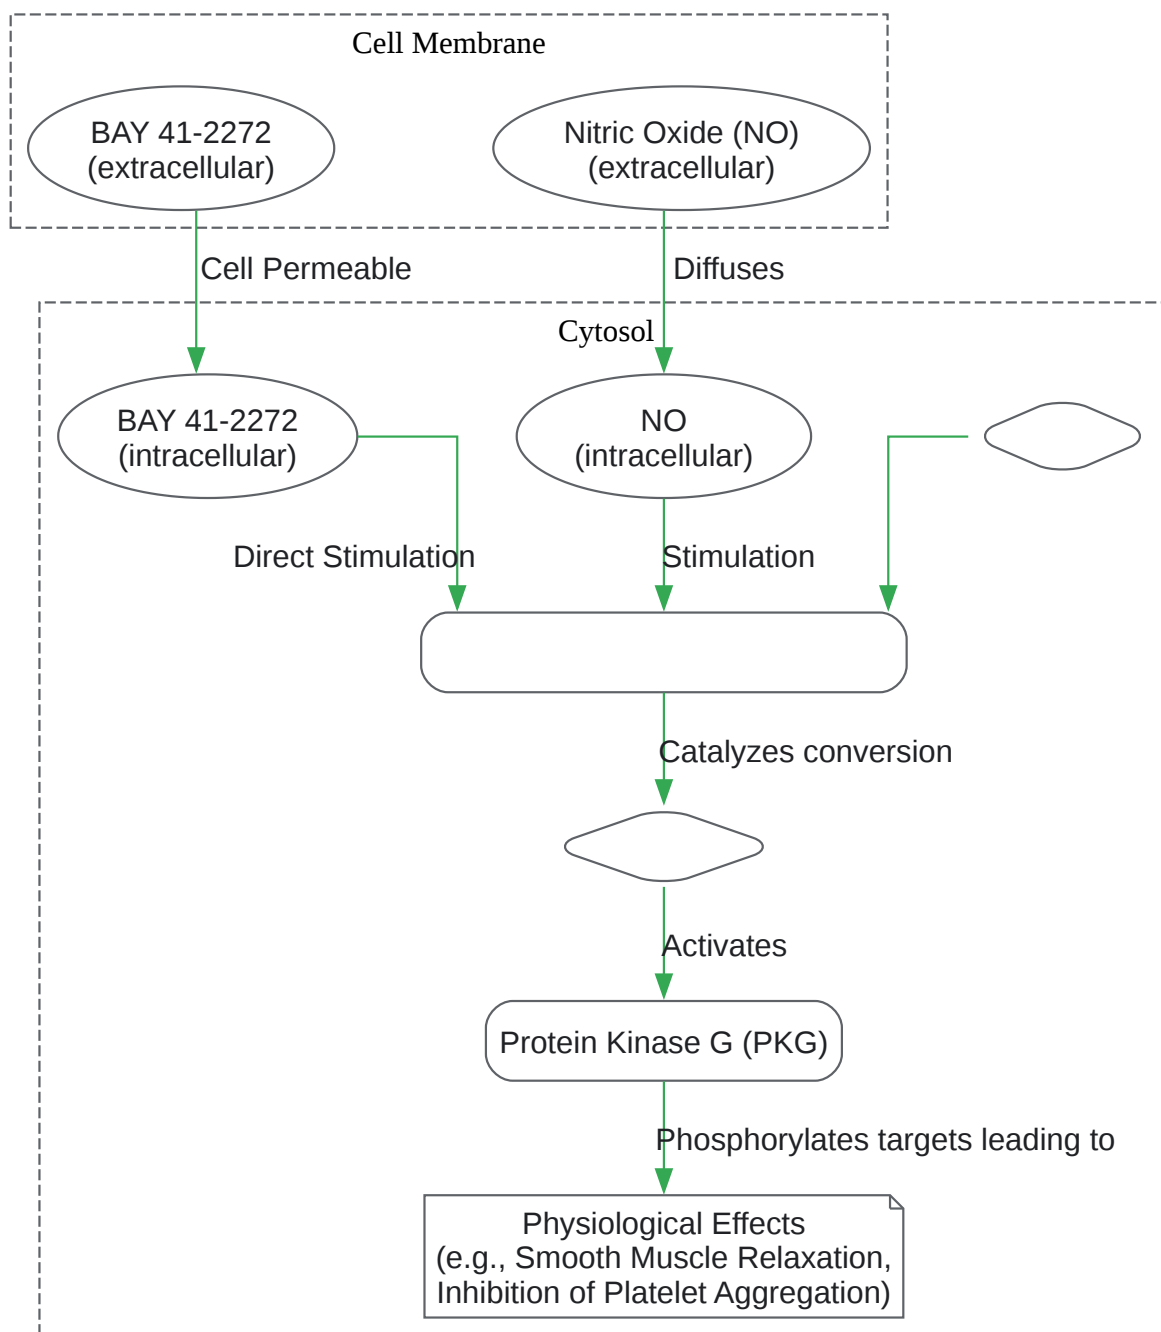 Cell Membrane
BAY 41-2272
(extracellular)
Nitric Oxide (NO)
(extracellular)
Cell Permeable
Diffuses
Cytosol
BAY 41-2272
(intracellular)
NO
(intracellular)
Direct Stimulation
Stimulation
Catalyzes conversion
Activates
Protein Kinase G (PKG)
Phosphorylates targets leading to
Physiological Effects
(e.g., Smooth Muscle Relaxation,
Inhibition of Platelet Aggregation)